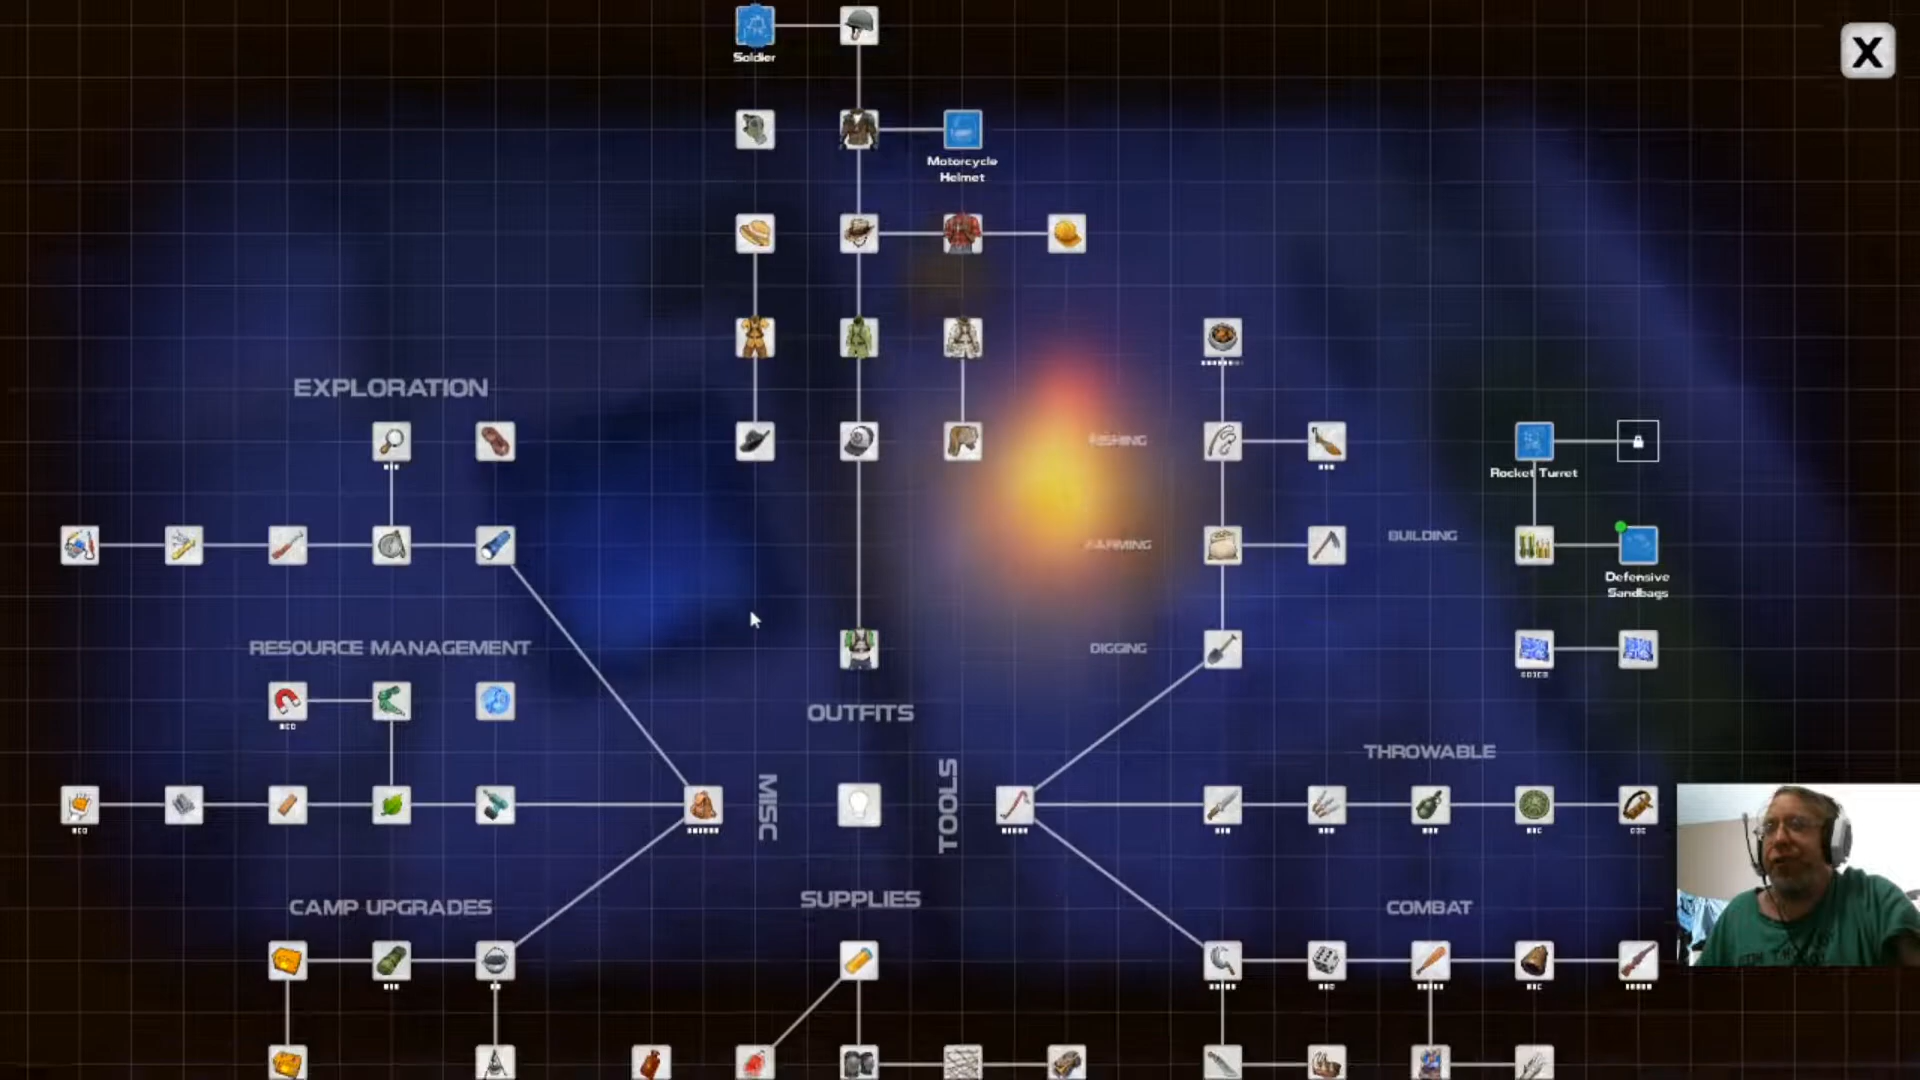 X
Soldier
Motorcycle
Helmet
EXPLORATION
FISHING
Rocket Turret
FARMING
BUILDING
Defensive
Sandbags
RESOURCE MANAGEMENT
DIGGING
OUTFITS
THROWABLE
MISC
TOOLS
SUPPLIES
CAMP UPGRADES
COMBAT